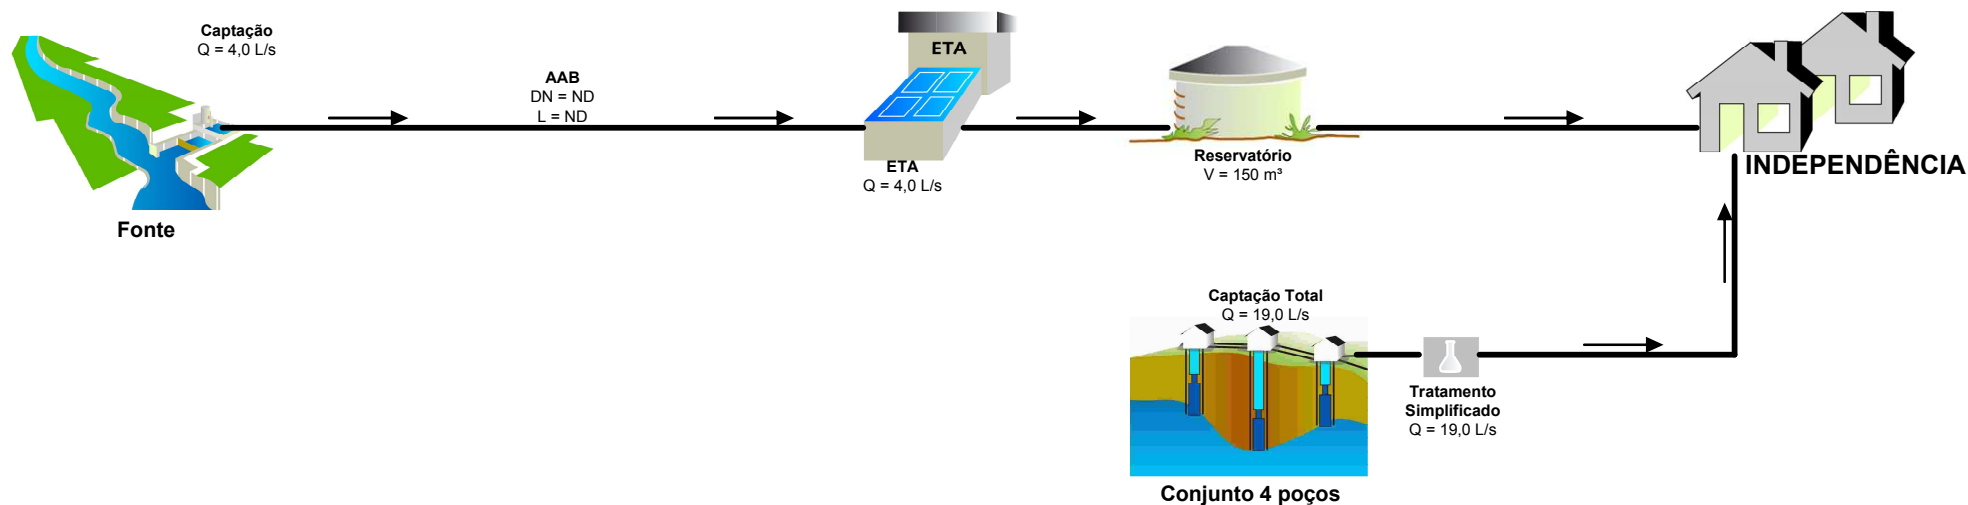 Captação
Q = 4,0 L/s
AAB
DN = ND
L = ND
ETA
ETA
Q = 4,0 L/s
Reservatório
V = 150 m³
INDEPENDÊNCIA
Fonte
Captação Total
Q = 19,0 L/s
Tratamento
Simplificado
Q = 19,0 L/s
Conjunto 4 poços